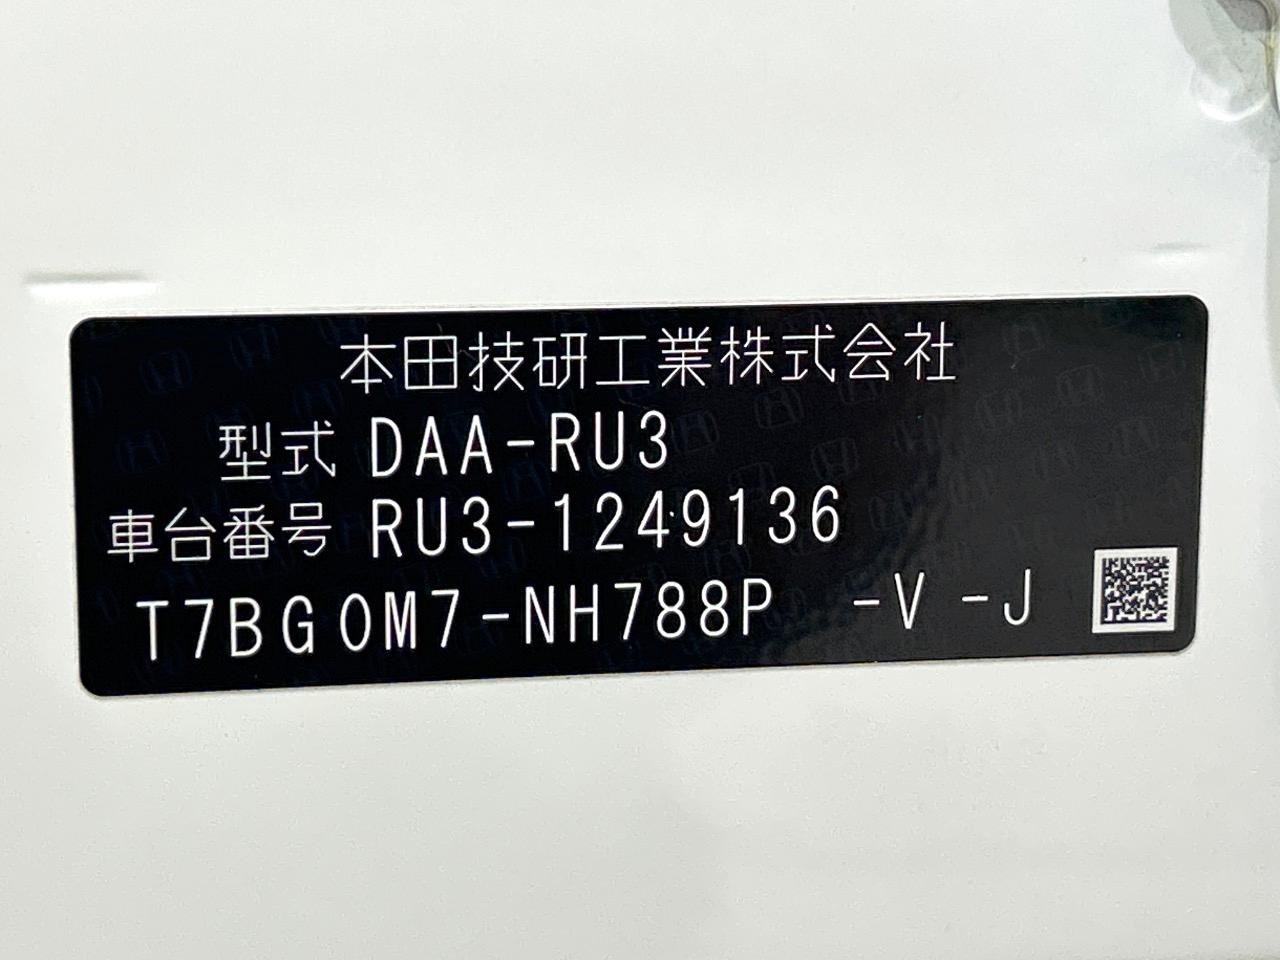 本田技研工業株式会社
型式 DAA-RU3
車台番号 RU3-1249136
T7BG0M7-NH788P -V -J